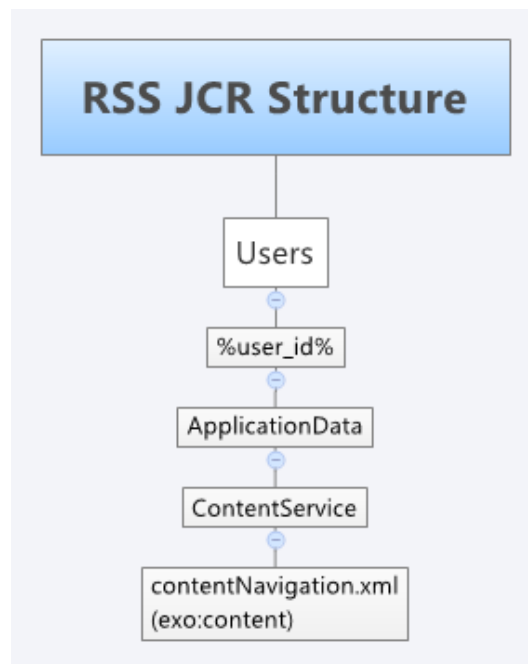 RSS JCR Structure
Users
%user_id%
ApplicationData
ContentService
contentNavigation.xml
(exo:content)